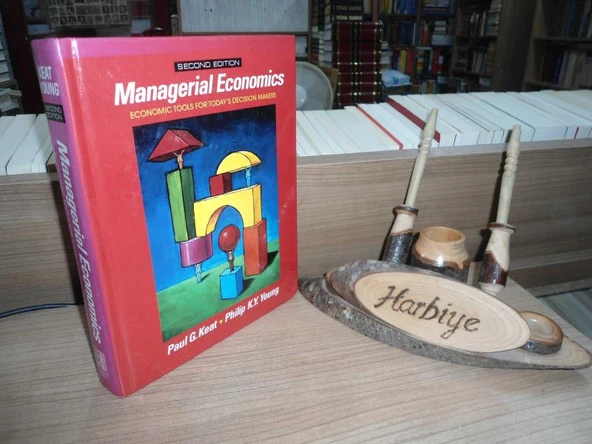 KEAT
YOUNG
SECOND
EDITION
Managerial Economics
SECOND EDITION
Managerial Economics
ECONOMIC TOOLS FOR TODAY'S DECISION MAKERS
Paul G. Keat • Philip K.Y. Young
Harbiye